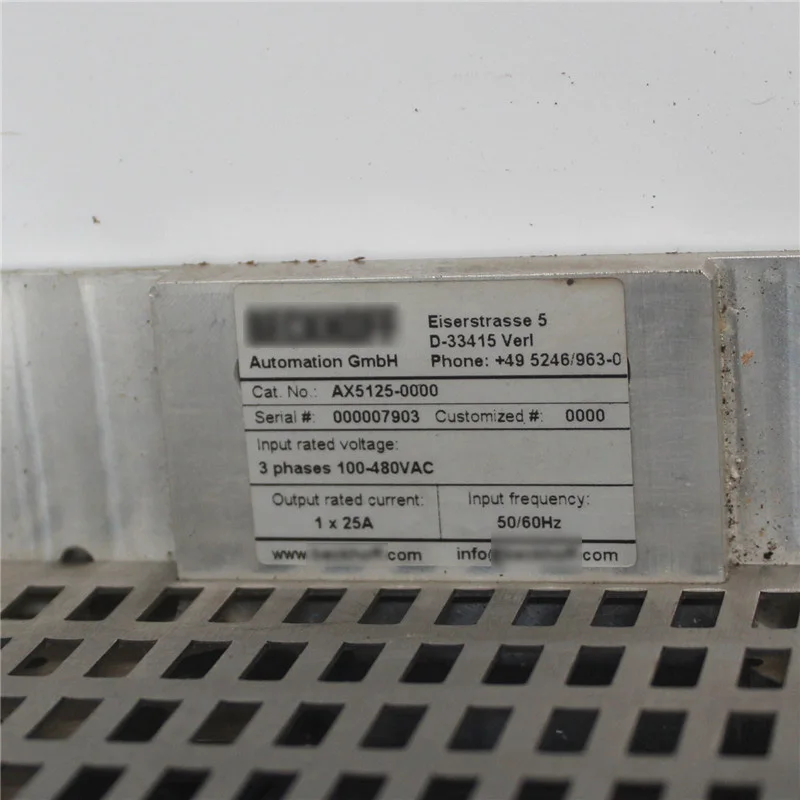 Eiserstrasse 5
D-33415 Verl
Automation GmbH Phone: +49 5246/963-0
Cat. No.: AX5125-0000
Serial #: 000007903 Customized #: 0000
Input rated voltage:
3 phases 100-480VAC
Output rated current: Input frequency:
1 x 25A 50/60Hz
www. .com info@ .com